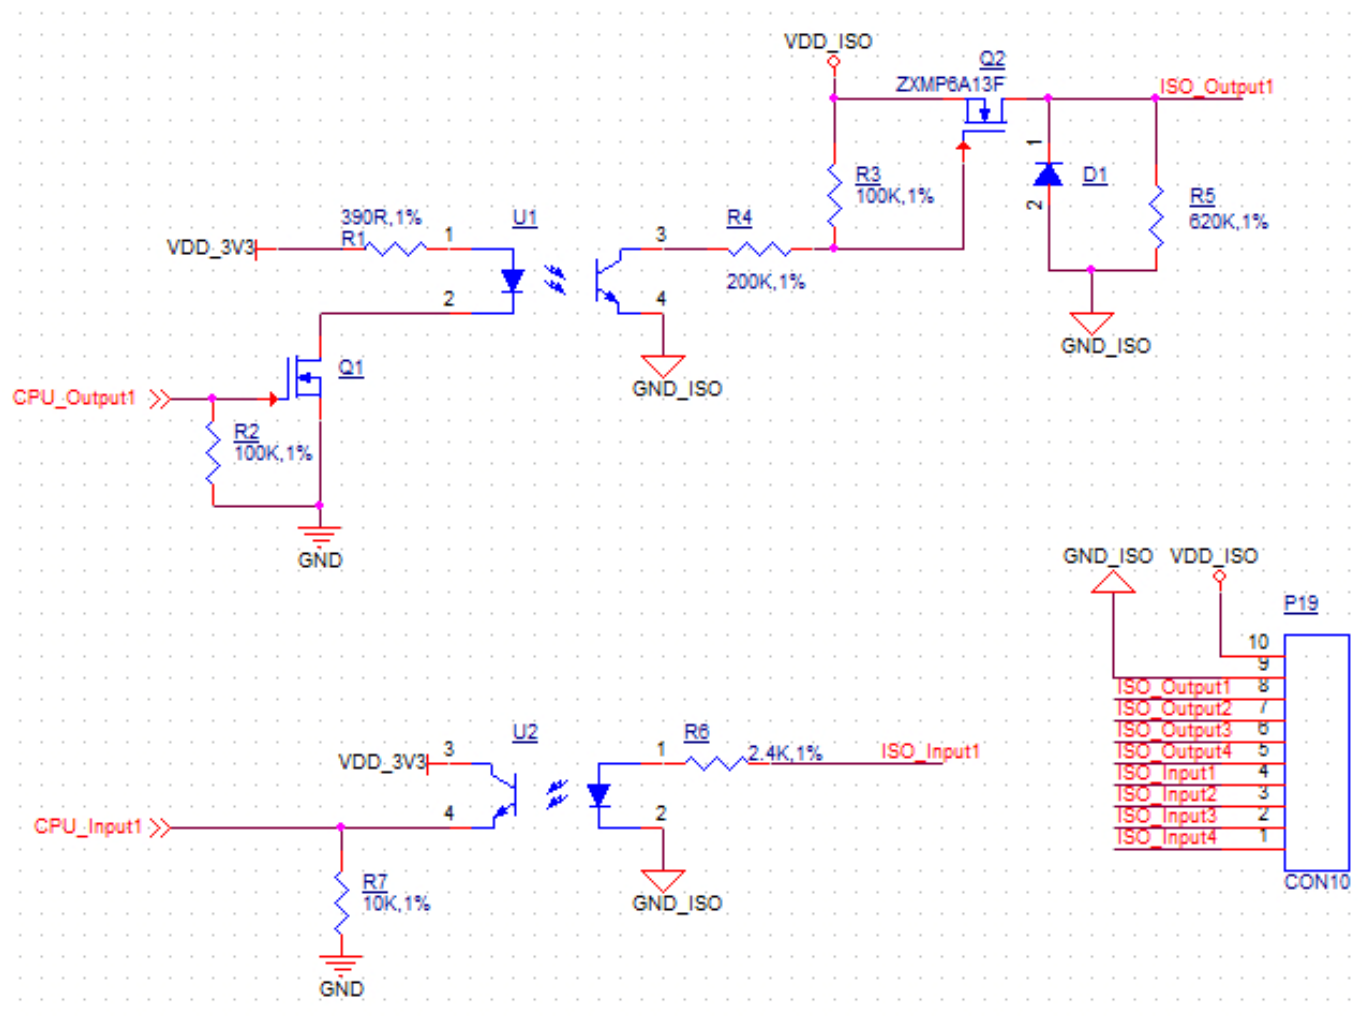 VDD_ISO
Q2
ZXMP6A13F
ISO_Output1
1
D1
2
R3
100K,1%
R5
620K,1%
390R,1%
U1
R4
VDD_3V3
R1
1
3
200K,1%
2
4
GND_ISO
GND_ISO
Q1
CPU_Output1
R2
100K,1%
GND
GND_ISO
VDD_ISO
P19
10
9
ISO_Output1
8
ISO_Output2
7
ISO_Output3
6
ISO_Output4
5
ISO_Input1
4
ISO_Input2
3
ISO_Input3
2
ISO_Input4
1
CON10
U2
R6
VDD_3V3
3
1
2.4K,1%
ISO_Input1
CPU_Input1
4
2
R7
10K,1%
GND_ISO
GND